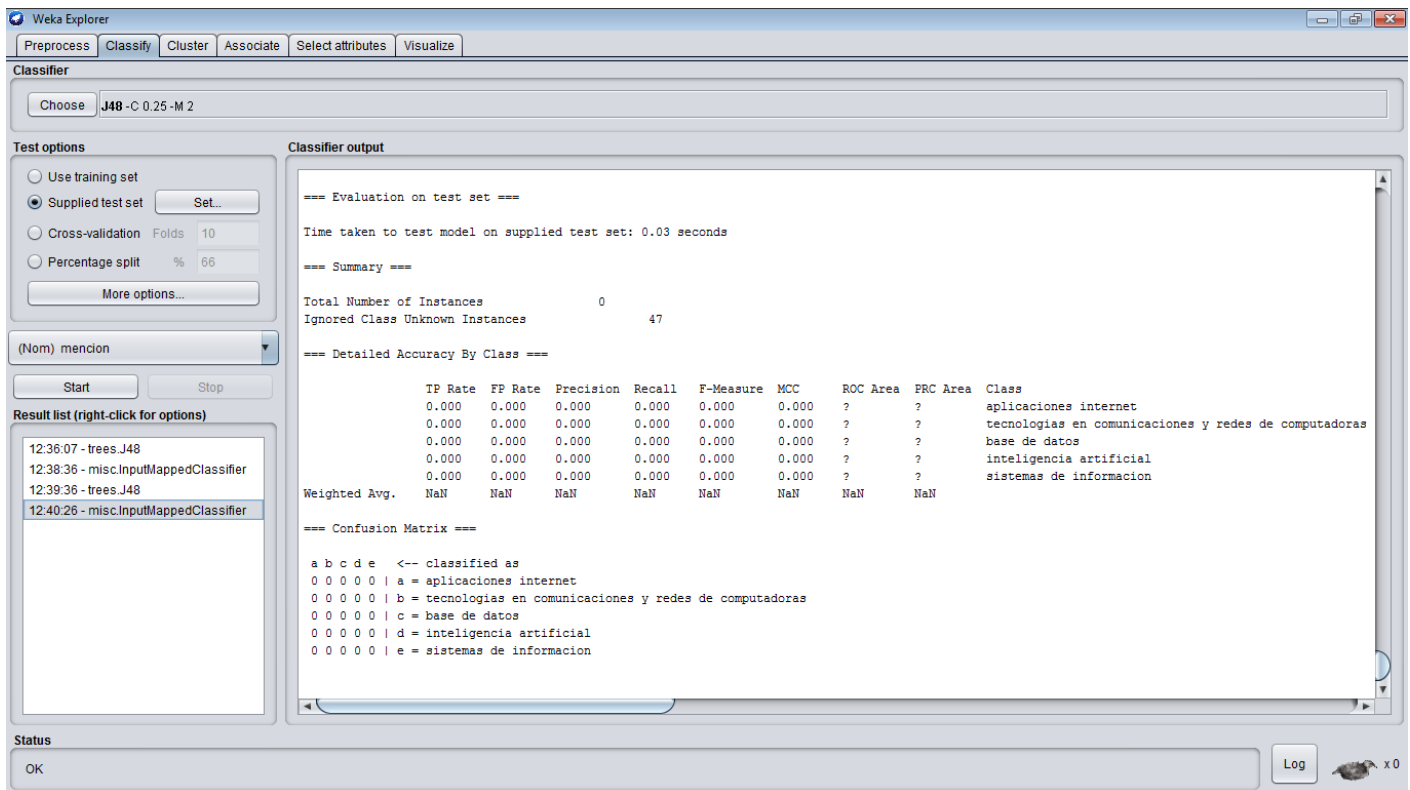 Weka Explorer
Preprocess Classify Cluster Associate Select attributes Visualize
Classifier
Choose J48 -C 0.25 -M 2
Test options
Use training set
Supplied test set Set...
Cross-validation Folds 10
Percentage split % 66
More options...
(Nom) mencion
Start Stop
Result list (right-click for options)
12:36:07 - trees.J48
12:38:36 - misc.InputMappedClassifier
12:39:36 - trees.J48
12:40:26 - misc.InputMappedClassifier
Classifier output
=== Evaluation on test set ===
Time taken to test model on supplied test set: 0.03 seconds
=== Summary ===
Total Number of Instances 0
Ignored Class Unknown Instances 47
=== Detailed Accuracy By Class ===
TP Rate FP Rate Precision Recall F-Measure MCC ROC Area PRC Area Class
0.000 0.000 0.000 0.000 0.000 0.000 ? ? aplicaciones internet
0.000 0.000 0.000 0.000 0.000 0.000 ? ? tecnologias en comunicaciones y redes de computadoras
0.000 0.000 0.000 0.000 0.000 0.000 ? ? base de datos
0.000 0.000 0.000 0.000 0.000 0.000 ? ? inteligencia artificial
0.000 0.000 0.000 0.000 0.000 0.000 ? ? sistemas de informacion
Weighted Avg. NaN NaN NaN NaN NaN NaN NaN NaN
=== Confusion Matrix ===
a b c d e <-- classified as
0 0 0 0 0 | a = aplicaciones internet
0 0 0 0 0 | b = tecnologias en comunicaciones y redes de computadoras
0 0 0 0 0 | c = base de datos
0 0 0 0 0 | d = inteligencia artificial
0 0 0 0 0 | e = sistemas de informacion
Status
OK
Log x 0